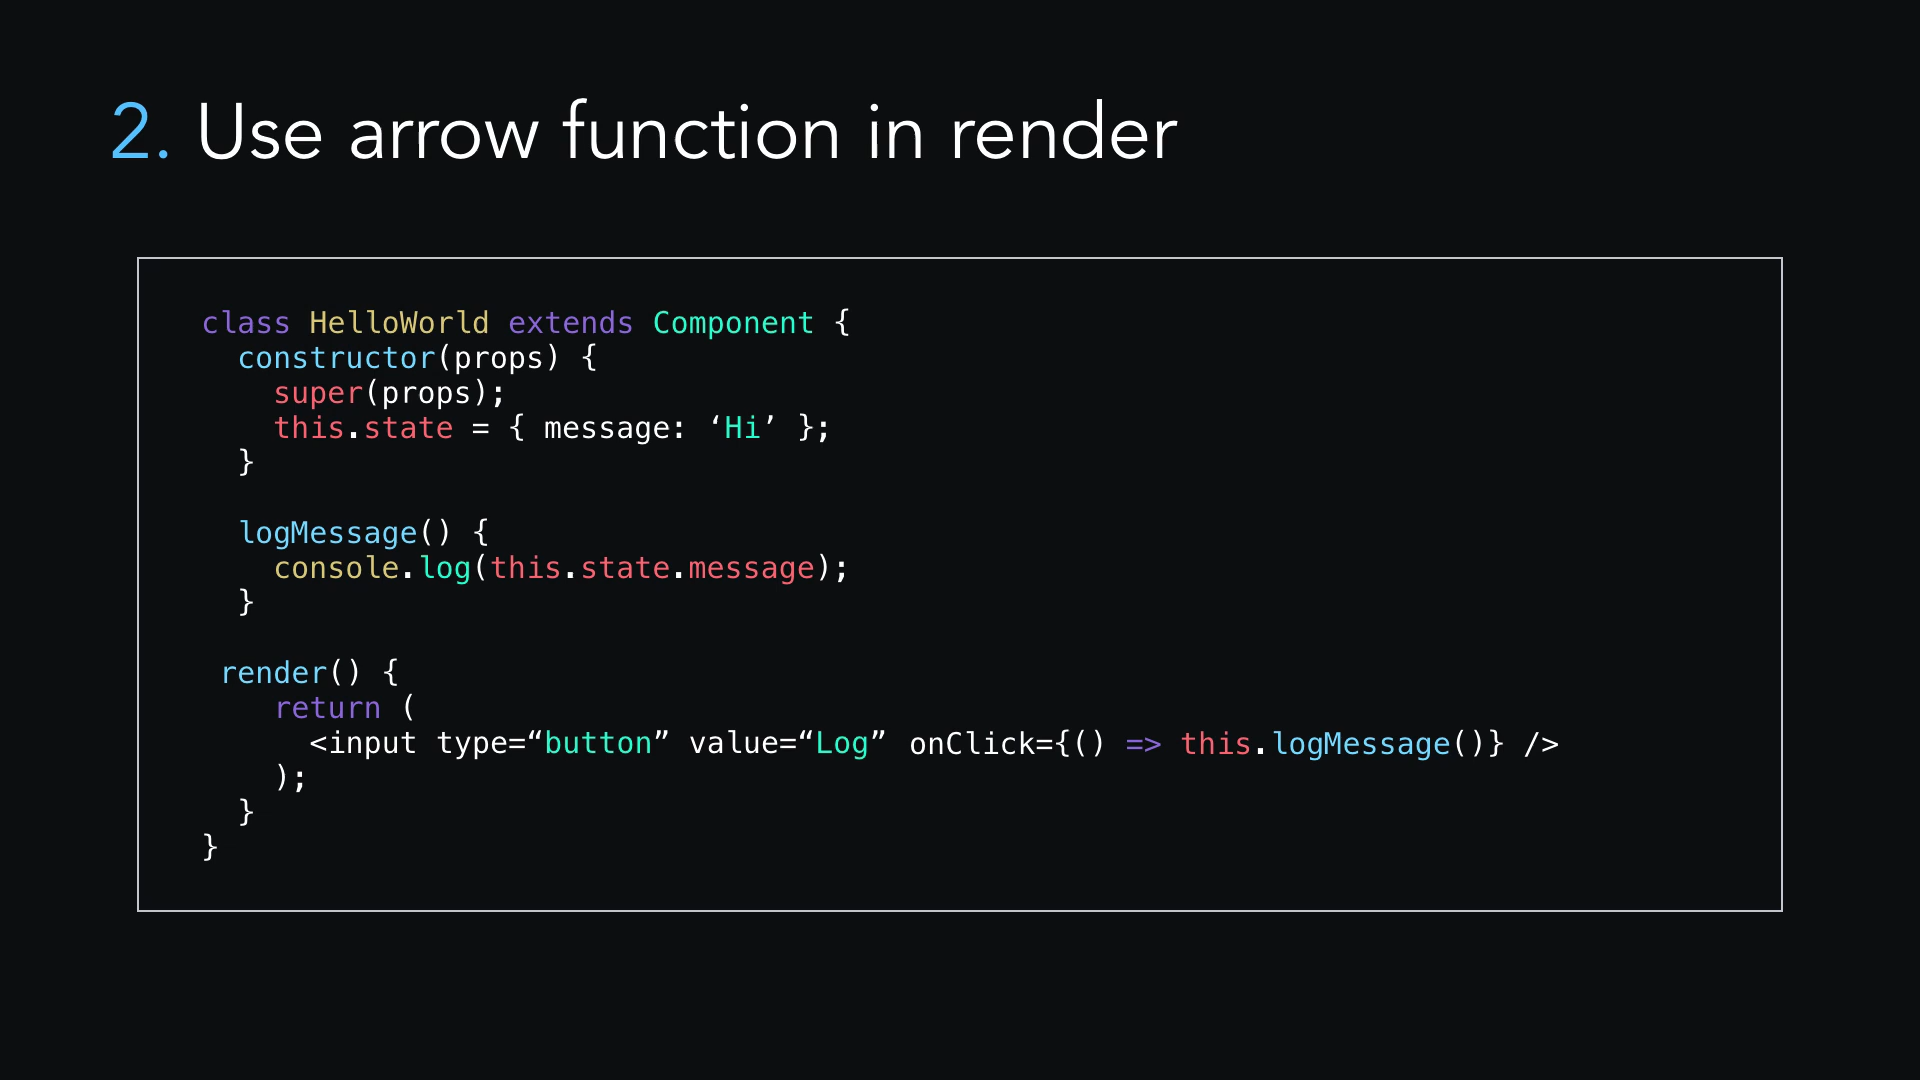 2. Use arrow function in render
class HelloWorld extends Component {
  constructor(props) {
    super(props);
    this.state = { message: ‘Hi’ };
  }

  logMessage() {
    console.log(this.state.message);
  }

 render() {
    return (
      <input type=“button” value=“Log” onClick={() => this.logMessage()} />
    );
  }
}